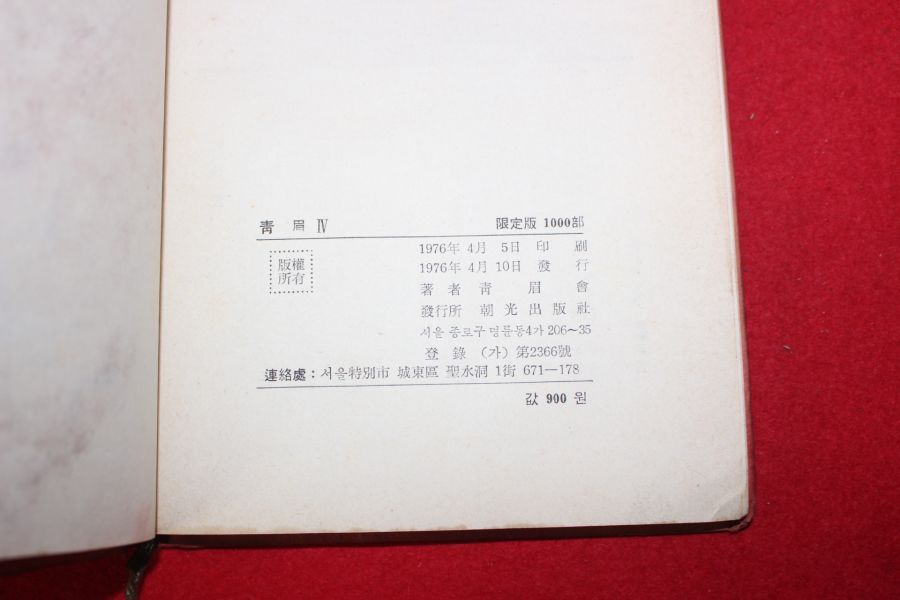 靑 眉 Ⅳ 限定版 1000部
版權
所有
1976年 4月 5日 印 刷
1976年 4月 10日 發 行
著 者 靑 眉 會
發行所 朝 光 出 版 社
서울 종로구 명륜동4가 206~35
登 錄 (가) 第2366號
連絡處 : 서울特別市 城東區 聖水洞 1街 671—178
값 900 원